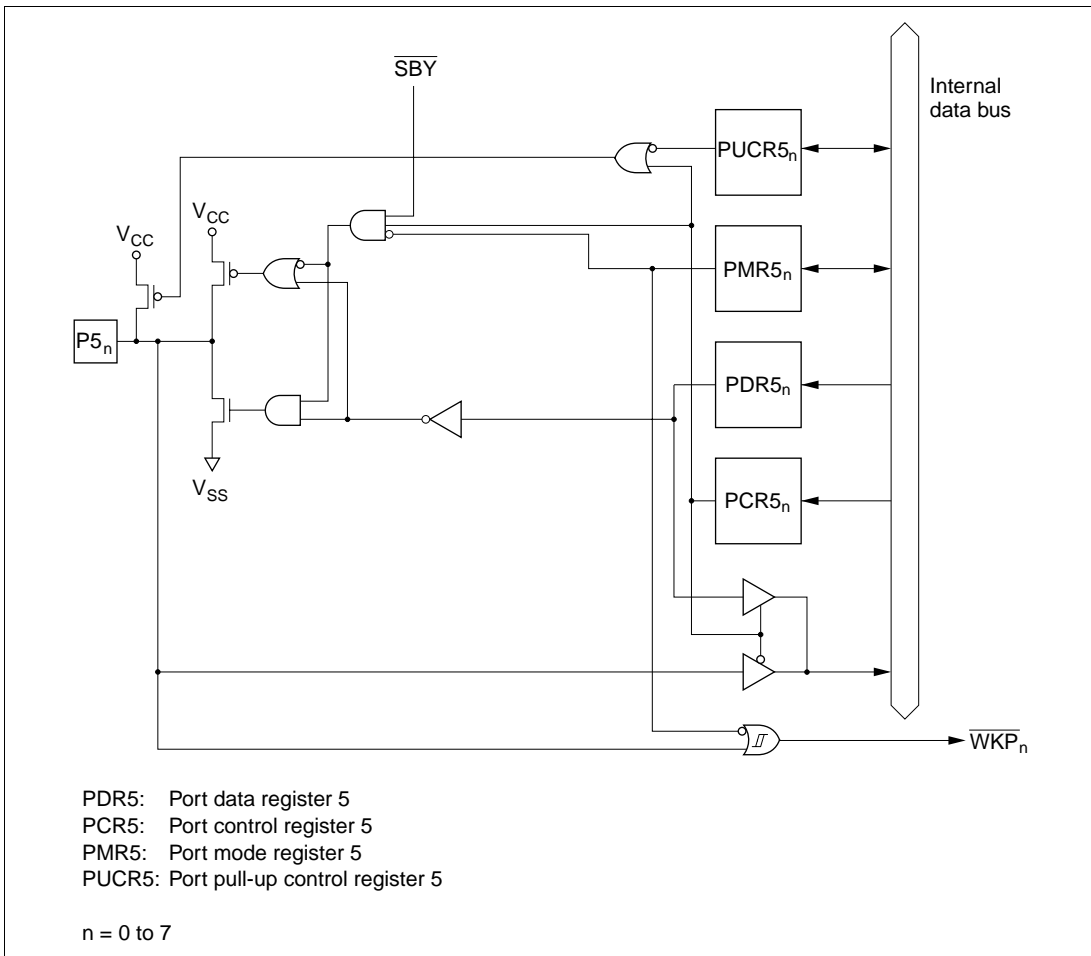 SBY
Internal
data bus
PUCR5n
VCC
VCC
PMR5n
P5n
PDR5n
VSS
PCR5n
WKPn
PDR5: Port data register 5
PCR5: Port control register 5
PMR5: Port mode register 5
PUCR5: Port pull-up control register 5
n = 0 to 7